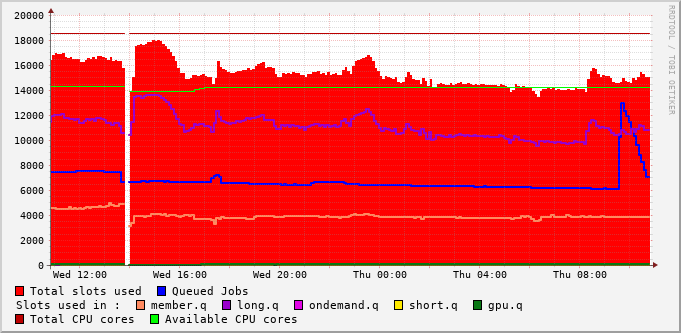 20000
18000
16000
14000
12000
10000
8000
6000
4000
2000
0
Wed 12:00 Wed 16:00 Wed 20:00 Thu 00:00 Thu 04:00 Thu 08:00
RRDTOOL / TOBI OETIKER
Total slots used Queued Jobs
Slots used in : member.q long.q ondemand.q short.q gpu.q
Total CPU cores Available CPU cores